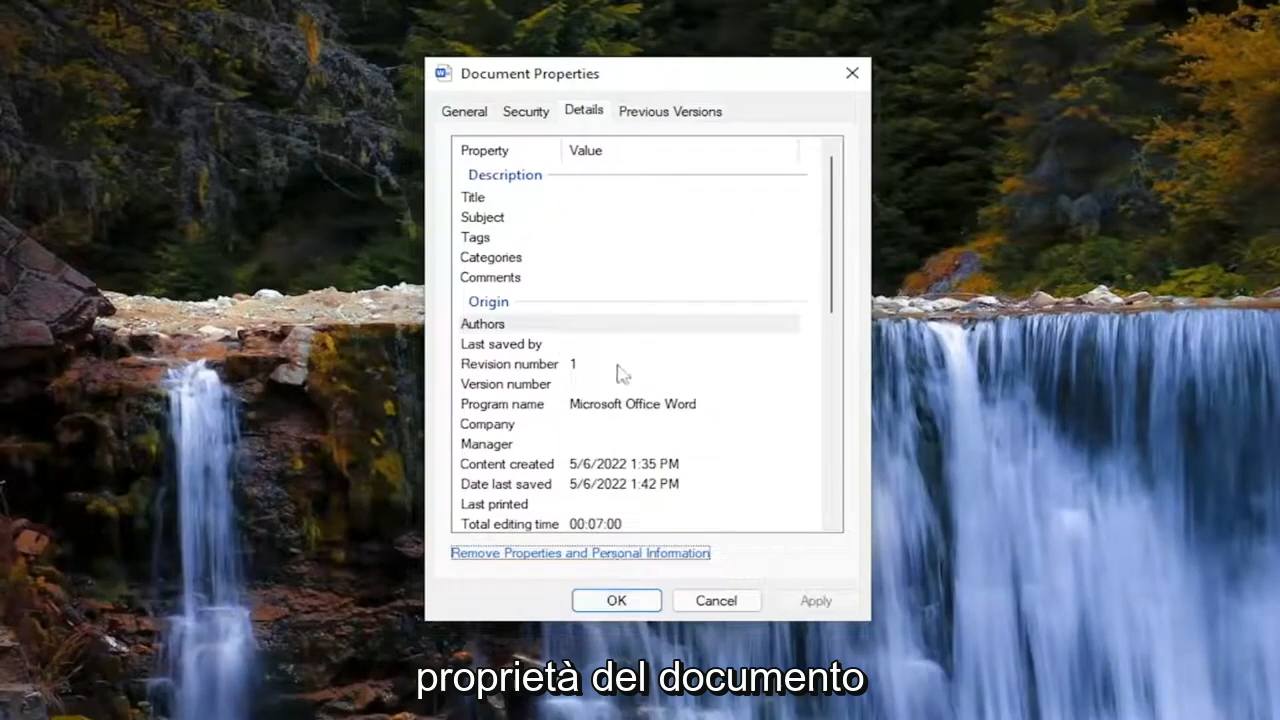 Document Properties
General Security Details Previous Versions
Property Value
Description
Title
Subject
Tags
Categories
Comments
Origin
Authors
Last saved by
Revision number 1
Version number
Program name Microsoft Office Word
Company
Manager
Content created 5/6/2022 1:35 PM
Date last saved 5/6/2022 1:42 PM
Last printed
Total editing time 00:07:00
Remove Properties and Personal Information
OK Cancel Apply
proprietà del documento